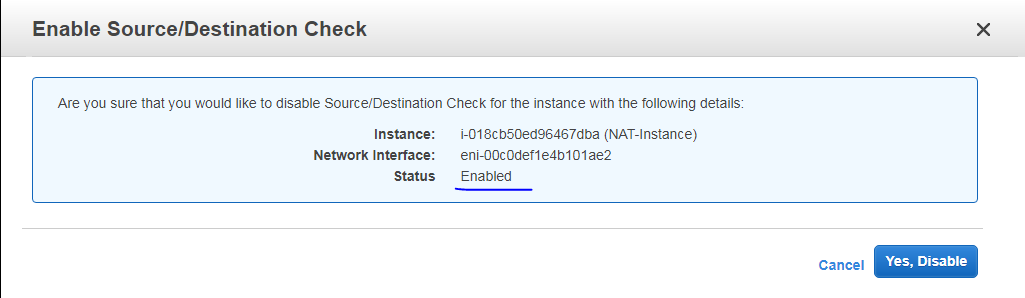 Enable Source/Destination Check
Are you sure that you would like to disable Source/Destination Check for the instance with the following details:
Instance: i-018cb50ed96467dba (NAT-Instance)
Network Interface: eni-00c0def1e4b101ae2
Status Enabled
Cancel Yes, Disable